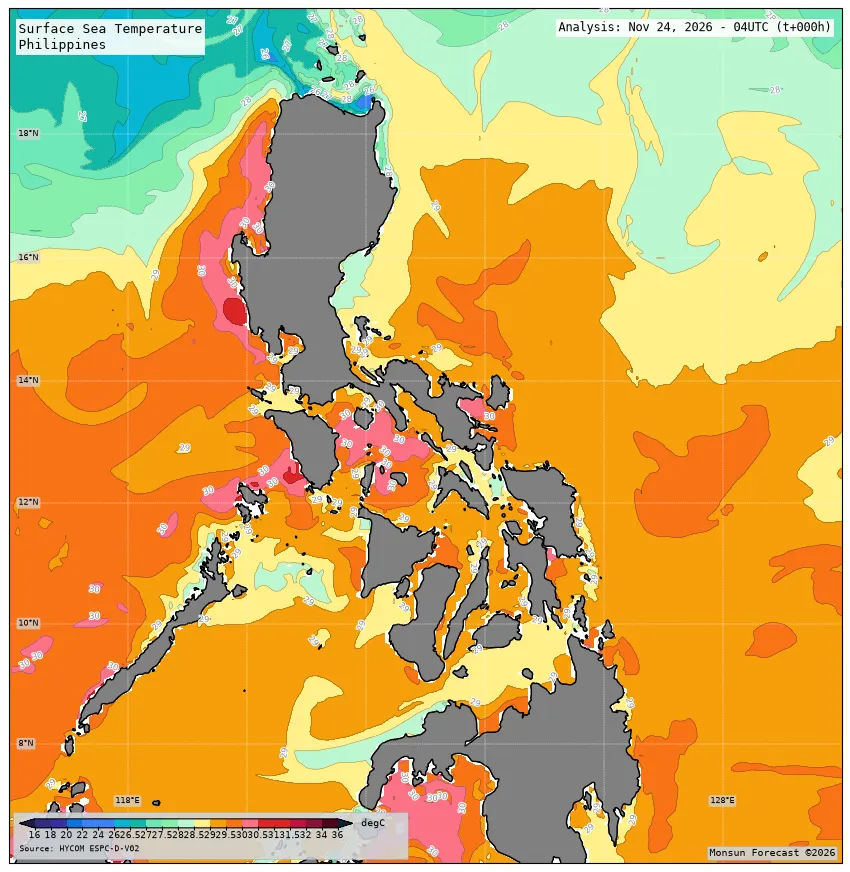 Surface Sea Temperature
Philippines
Analysis: Nov 24, 2026 - 04UTC (t+000h)
18°N
16°N
14°N
12°N
10°N
8°N
118°E
128°E
16 18 20 22 24 26 26.5 27 27.5 28 28.5 29 29.5 30 30.5 31 31.5 32 34 36 degC
Source: HYCOM ESPC-D-V02
Monsun Forecast ©2026